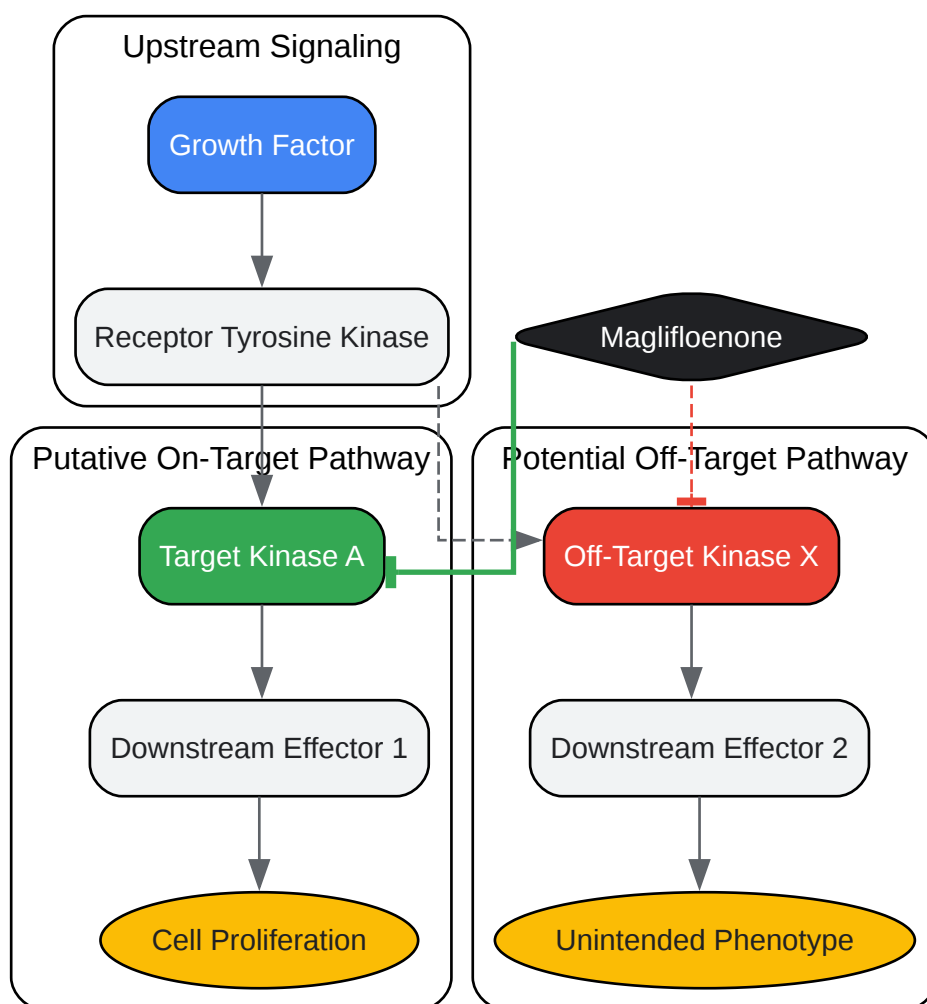 Upstream Signaling
Growth Factor
Receptor Tyrosine Kinase
Maglifloenone
Putative On-Target Pathway
Potential Off-Target Pathway
Target Kinase A
Off-Target Kinase X
Downstream Effector 1
Downstream Effector 2
Cell Proliferation
Unintended Phenotype